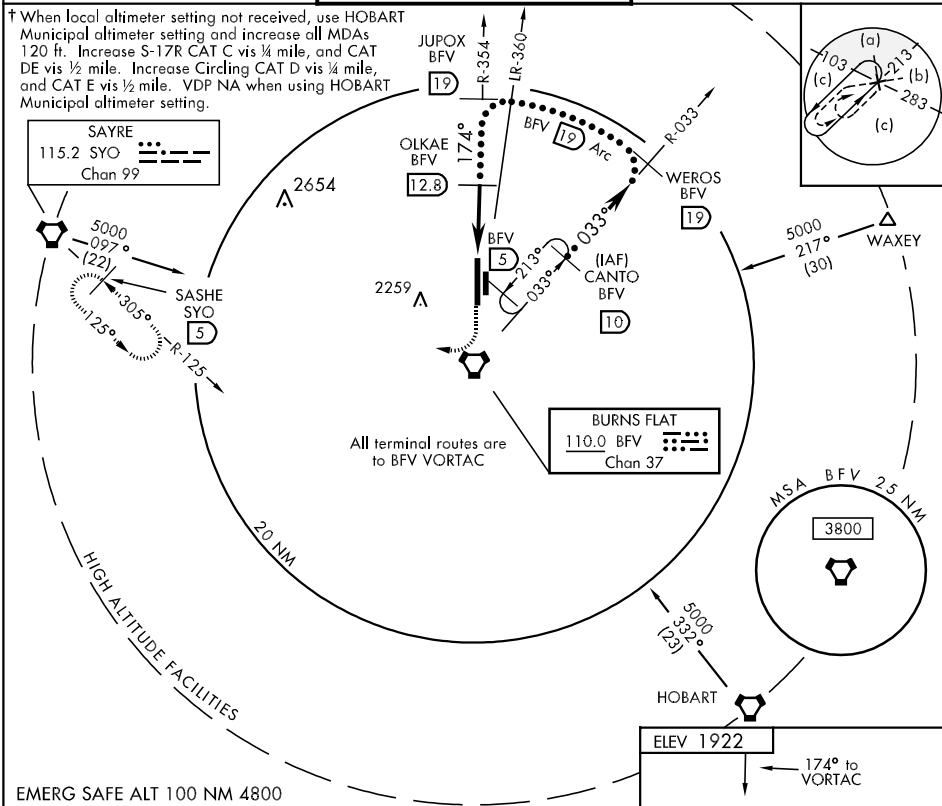 † When local altimeter setting not received, use HOBART
Municipal altimeter setting and increase all MDAs
120 ft. Increase S-17R CAT C vis ¼ mile, and CAT
DE vis ½ mile. Increase Circling CAT D vis ¼ mile,
and CAT E vis ½ mile. VDP NA when using HOBART
Municipal altimeter setting.
JUPOX
BFV
19
R-354
LR-360
(a)
103
213
(b)
(c)
283
(c)
SAYRE
115.2 SYO
Chan 99
2654
OLKAE
BFV
12.8
174°
BFV 19 Arc
R-033
WEROS
BFV
19
5000
217°
(30)
WAXEY
5000
097°
(22)
SASHE
SYO
5
305°
125°
R-125
2259
BFV
5
213°
033°
033°
(IAF)
CANTO
BFV
10
BURNS FLAT
110.0 BFV
Chan 37
All terminal routes are
to BFV VORTAC
MSA BFV 25 NM
3800
20 NM
HIGH ALTITUDE FACILITIES
5000
332°
(23)
HOBART
ELEV 1922
174° to
VORTAC
EMERG SAFE ALT 100 NM 4800